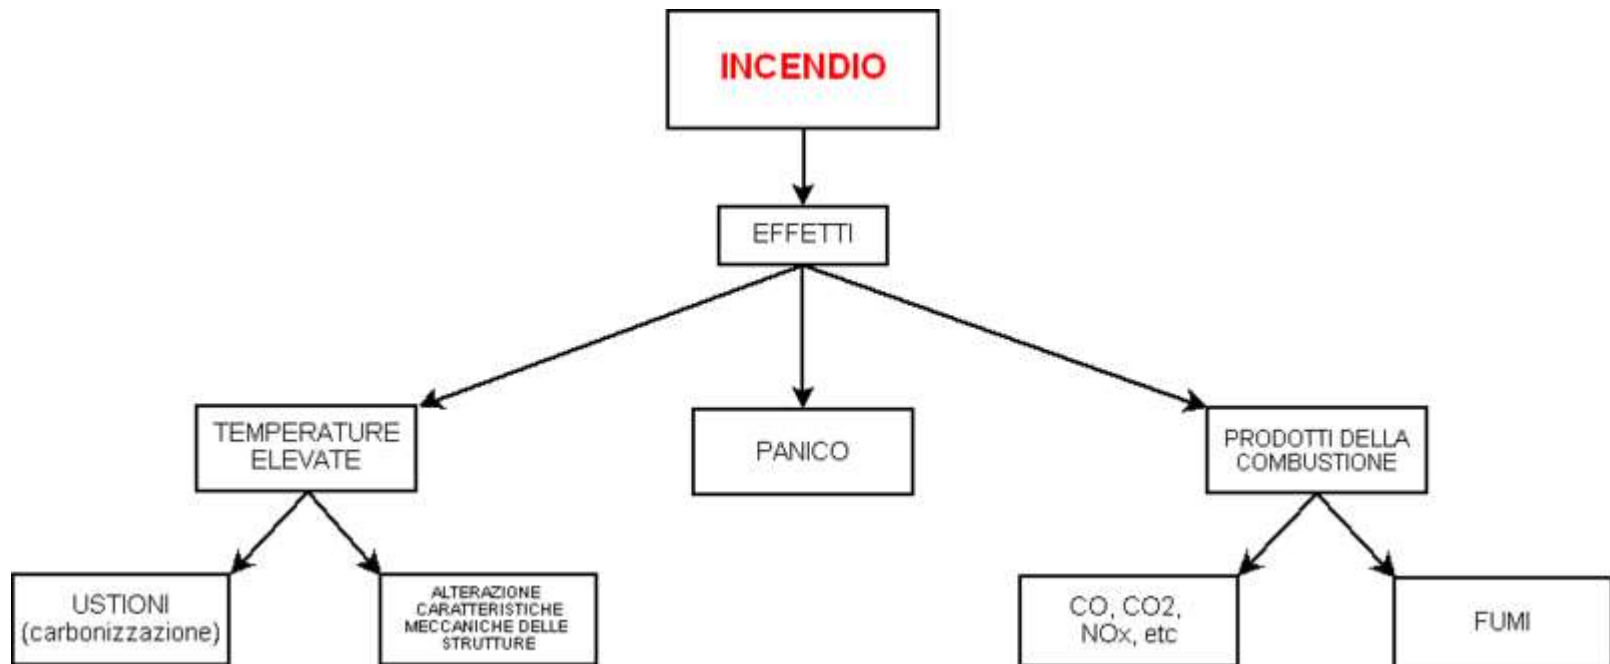 INCENDIO
EFFETTI
TEMPERATURE
ELEVATE
PANICO
PRODOTTI DELLA
COMBUSTIONE
USTIONI
(carbonizzazione)
ALTERAZIONE
CARATTERISTICHE
MECCANICHE DELLE
STRUTTURE
CO, CO2,
NOx, etc
FUMI